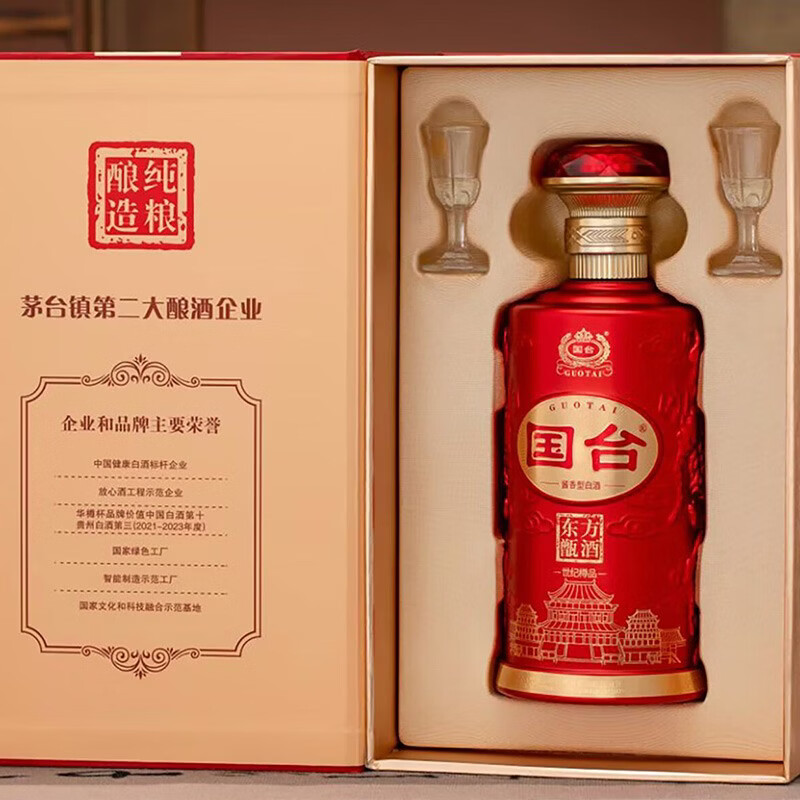 纯粮
酿造
茅台镇第二大酿酒企业
企业和品牌主要荣誉
中国健康白酒标杆企业
放心酒工程示范企业
华樽杯品牌价值中国白酒第十
贵州白酒第三(2021-2023年度)
国家绿色工厂
智能制造示范工厂
国家文化和科技融合示范基地
国台
GUOTAI
GUOTAI
国台®
酱香型白酒
东方
甑酒
世纪樽品